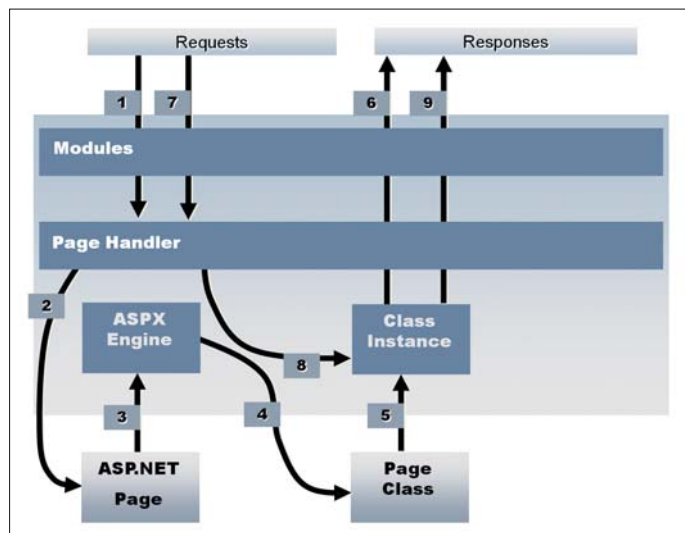 Requests
Responses
1
7
6
9
Modules
Page Handler
2
ASPX
Engine
Class
Instance
8
3
4
5
ASP.NET
Page
Page
Class